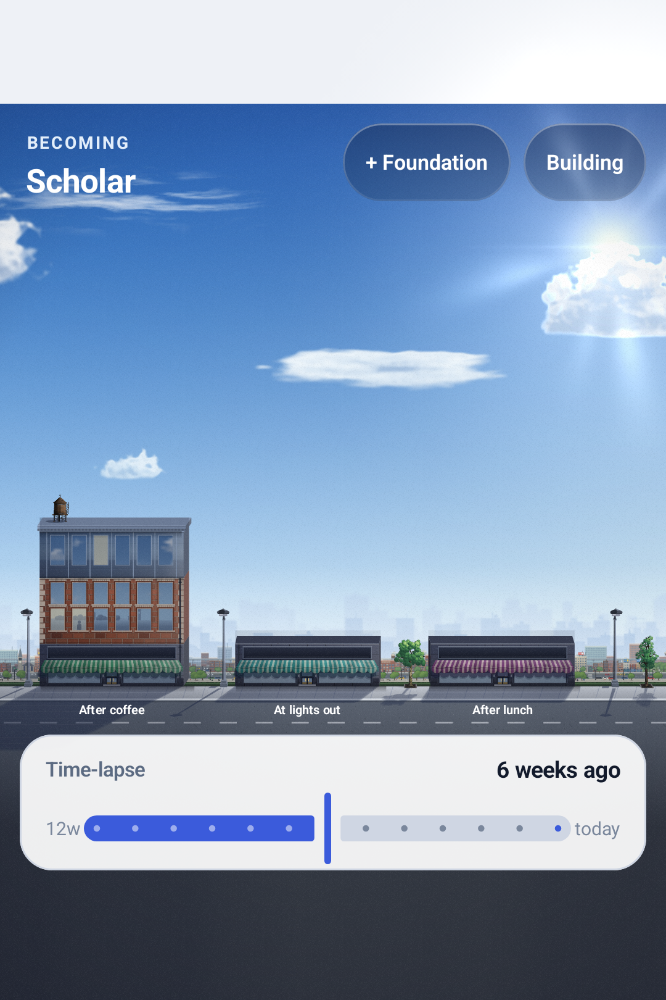 BECOMING
Scholar
+ Foundation
Building
After coffee
At lights out
After lunch
Time-lapse
6 weeks ago
12w
today